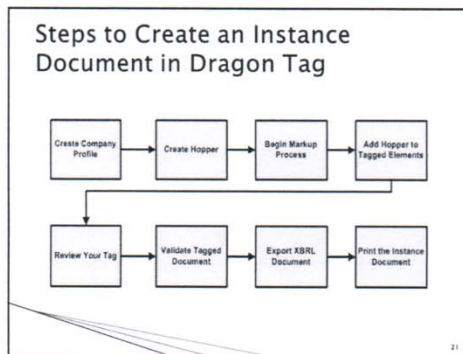 Steps to Create an Instance
Document in Dragon Tag
Create Company
Profile
Create Hopper
Begin Markup
Process
Add Hopper to
Tagged Elements
Review Your Tag
Validate Tagged
Document
Export XBRL
Document
Print the Instance
Document
21